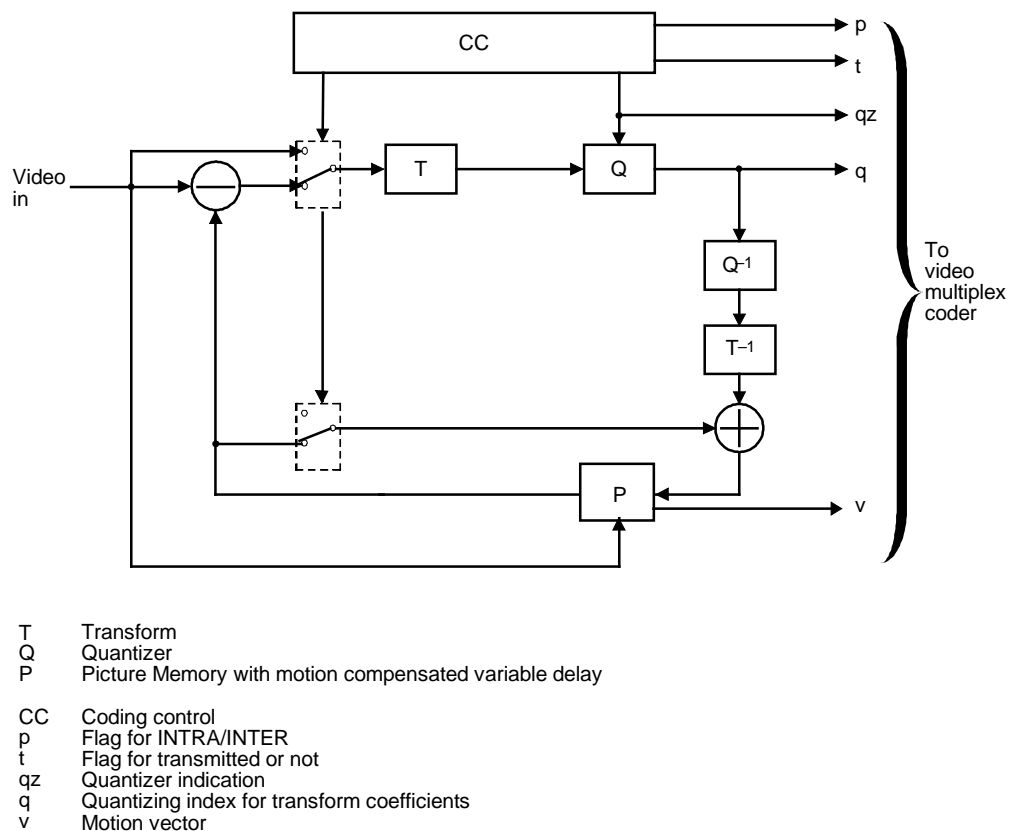 CC
p
t
qz
Video
in
T
Q
q
Q–1
To
video
multiplex
coder
T–1
P
v
T Transform
Q Quantizer
P Picture Memory with motion compensated variable delay
CC Coding control
p Flag for INTRA/INTER
t Flag for transmitted or not
qz Quantizer indication
q Quantizing index for transform coefficients
v Motion vector